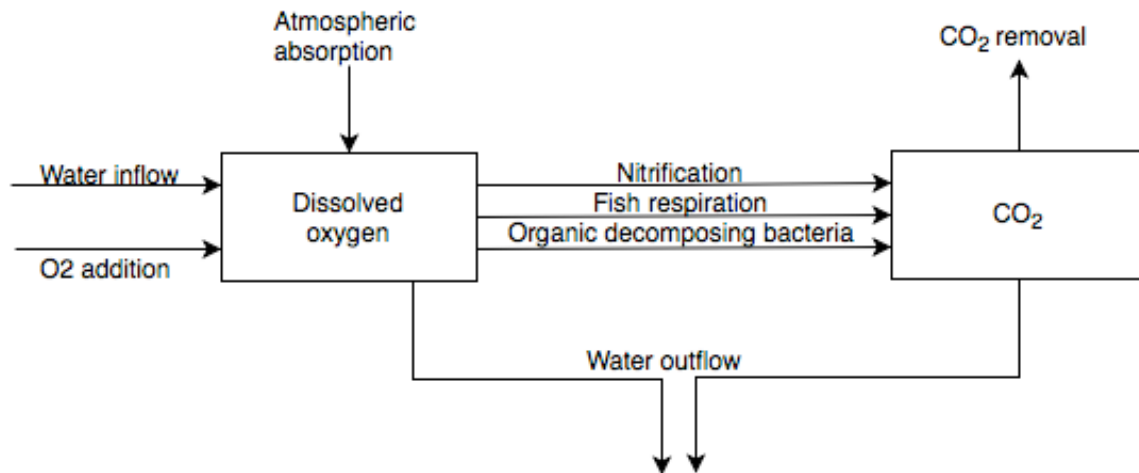 Atmospheric
absorption
CO₂ removal
Water inflow
Nitrification
Dissolved
oxygen
Fish respiration
CO₂
Organic decomposing bacteria
O2 addition
Water outflow